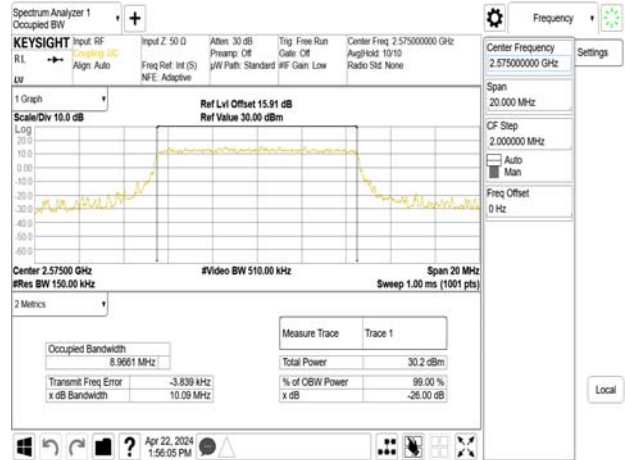 Spectrum Analyzer 1
Occupied BW
+
Frequency
KEYSIGHT
RL
Input: RF
Coupling: DC
Align: Auto
Input Z: 50 Ω
Freq Ref: Int (S)
NFE: Adaptive
Atten: 30 dB
Preamp: Off
µW Path: Standard
Trig: Free Run
Gate: Off
#IF Gain: Low
Center Freq: 2.575000000 GHz
Avg|Hold: 10/10
Radio Std: None
Center Frequency
2.575000000 GHz
Settings
Span
20.000 MHz
CF Step
2.000000 MHz
Auto
Man
Freq Offset
0 Hz
Local
1 Graph
Scale/Div 10.0 dB
Ref Lvl Offset 15.91 dB
Ref Value 30.00 dBm
Log
20.0
10.0
0.00
-10.0
-20.0
-30.0
-40.0
-50.0
-60.0
Center 2.57500 GHz
#Res BW 150.00 kHz
#Video BW 510.00 kHz
Span 20 MHz
Sweep 1.00 ms (1001 pts)
2 Metrics
Measure Trace
Trace 1
Occupied Bandwidth
8.9661 MHz
Total Power
30.2 dBm
Transmit Freq Error
-3.839 kHz
% of OBW Power
99.00 %
x dB Bandwidth
10.09 MHz
x dB
-26.00 dB
?
Apr 22, 2024
1:56:05 PM